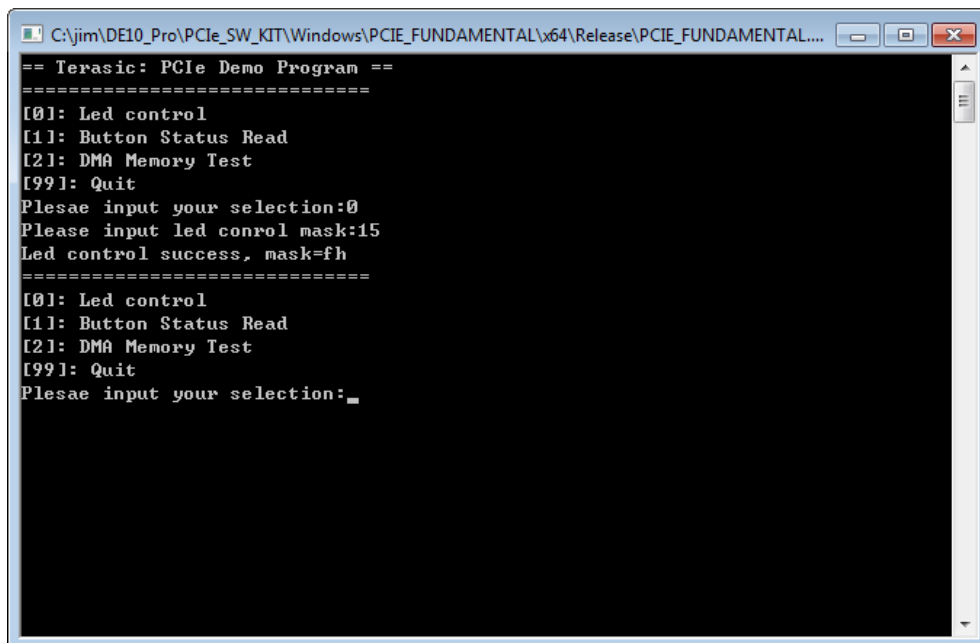 C:\jim\DE10_Pro\PCIe_SW_KIT\Windows\PCIE_FUNDAMENTAL\x64\Release\PCIE_FUNDAMENTAL....
== Terasic: PCIe Demo Program ==
==============================
[0]: Led control
[1]: Button Status Read
[2]: DMA Memory Test
[99]: Quit
Plesae input your selection:0
Please input led conrol mask:15
Led control success, mask=fh
==============================
[0]: Led control
[1]: Button Status Read
[2]: DMA Memory Test
[99]: Quit
Plesae input your selection:_